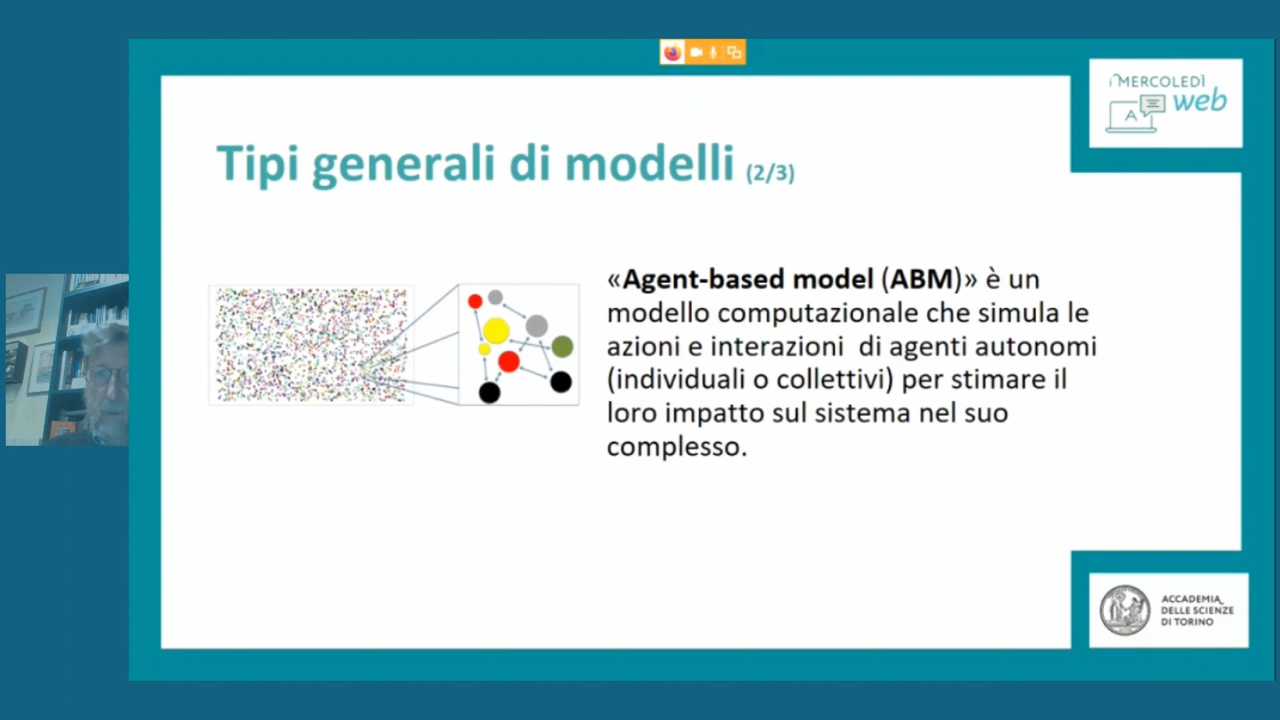 i MERCOLEDÌ
web
A
Tipi generali di modelli (2/3)
«Agent-based model (ABM)» è un
modello computazionale che simula le
azioni e interazioni di agenti autonomi
(individuali o collettivi) per stimare il
loro impatto sul sistema nel suo
complesso.
ACCADEMIA
DELLE SCIENZE
DI TORINO